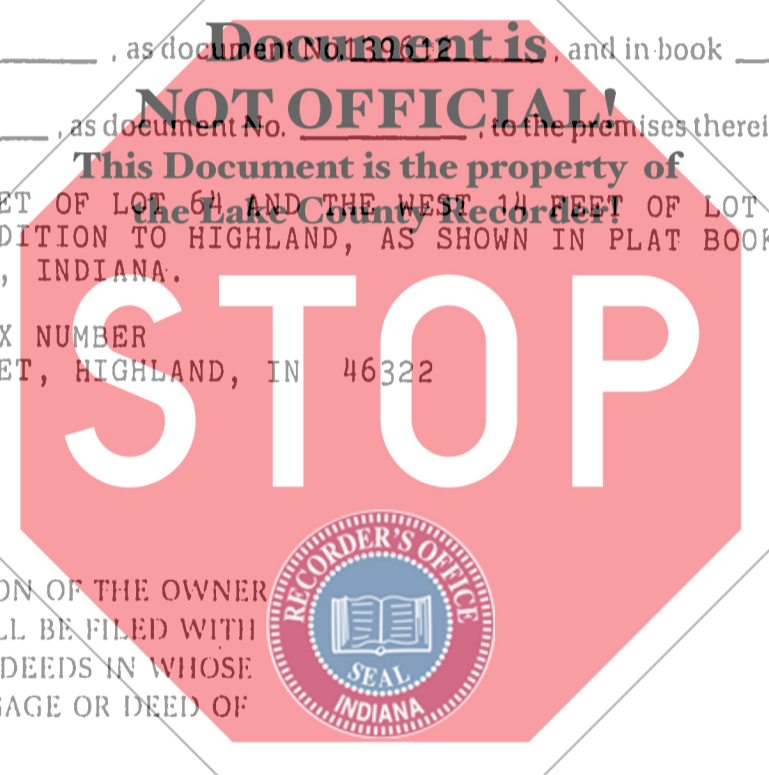 Document is
, as document No. 139612, and in book
NOT OFFICIAL!
, as document No. , to the premises therei
This Document is the property of
the Lake County Recorder!
ET OF LOT 64 AND THE WEST 14 FEET OF LOT
DITION TO HIGHLAND, AS SHOWN IN PLAT BOOK
, INDIANA.
X NUMBER
ET, HIGHLAND, IN 46322
STOP
RECORDER'S OFFICE
SEAL
INDIANA
ON OF THE OWNER
LL BE FILED WITH
DEEDS IN WHOSE
GAGE OR DEED OF